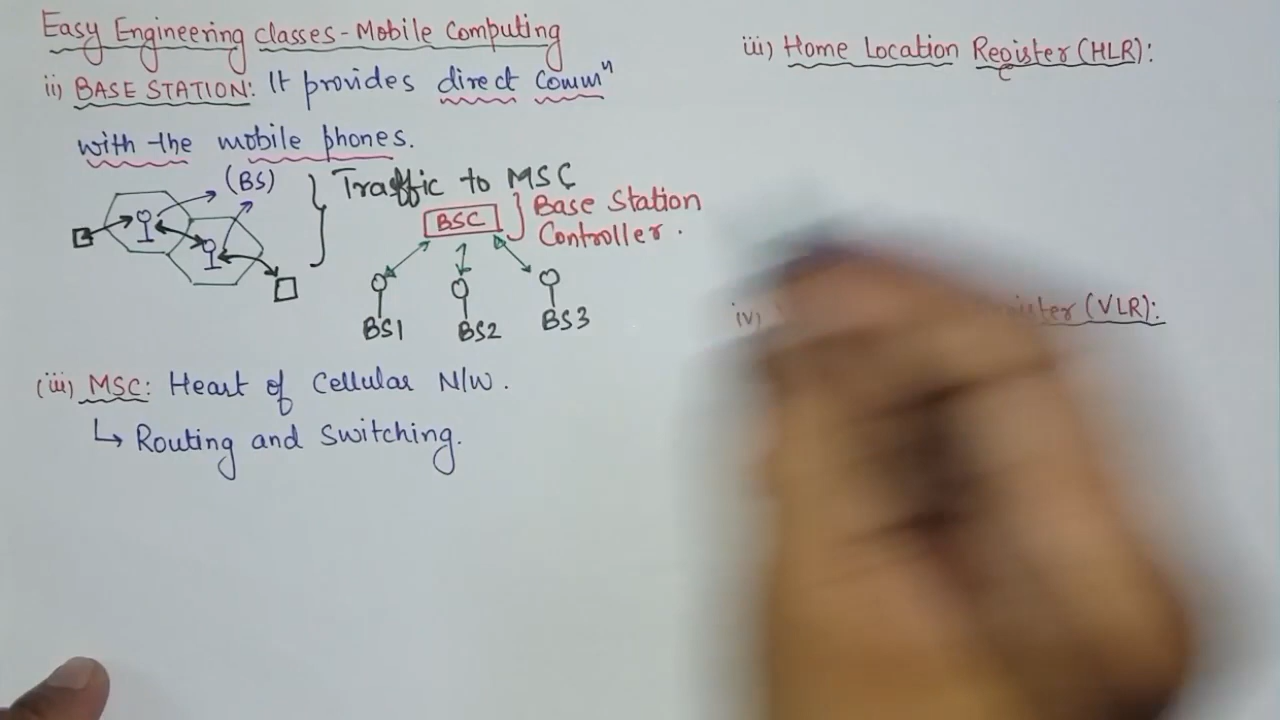 Easy Engineering classes - Mobile Computing
ii) BASE STATION: It provides direct Commⁿ
with the mobile phones.
(BS)
Traffic to MSC
BSC
Base Station
Controller.
BS1
BS2
BS3
(iii) MSC: Heart of Cellular N/W.
↳ Routing and Switching.
iii) Home Location Register (HLR):
iv) (VLR):